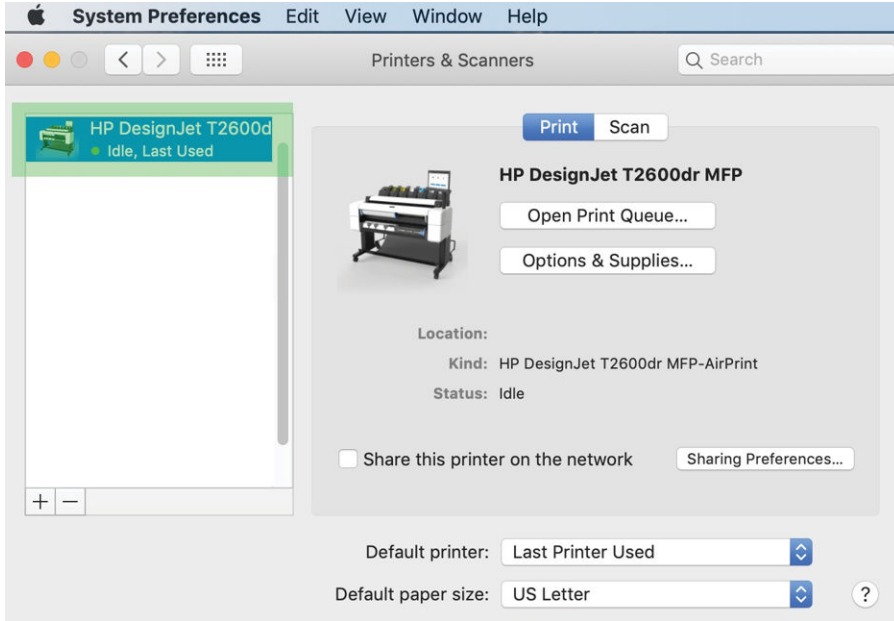 System Preferences Edit View Window Help
Printers & Scanners
Search
HP DesignJet T2600d
Idle, Last Used
Print Scan
HP DesignJet T2600dr MFP
Open Print Queue...
Options & Supplies...
Location:
Kind: HP DesignJet T2600dr MFP-AirPrint
Status: Idle
Share this printer on the network Sharing Preferences...
+ −
Default printer: Last Printer Used
Default paper size: US Letter ?